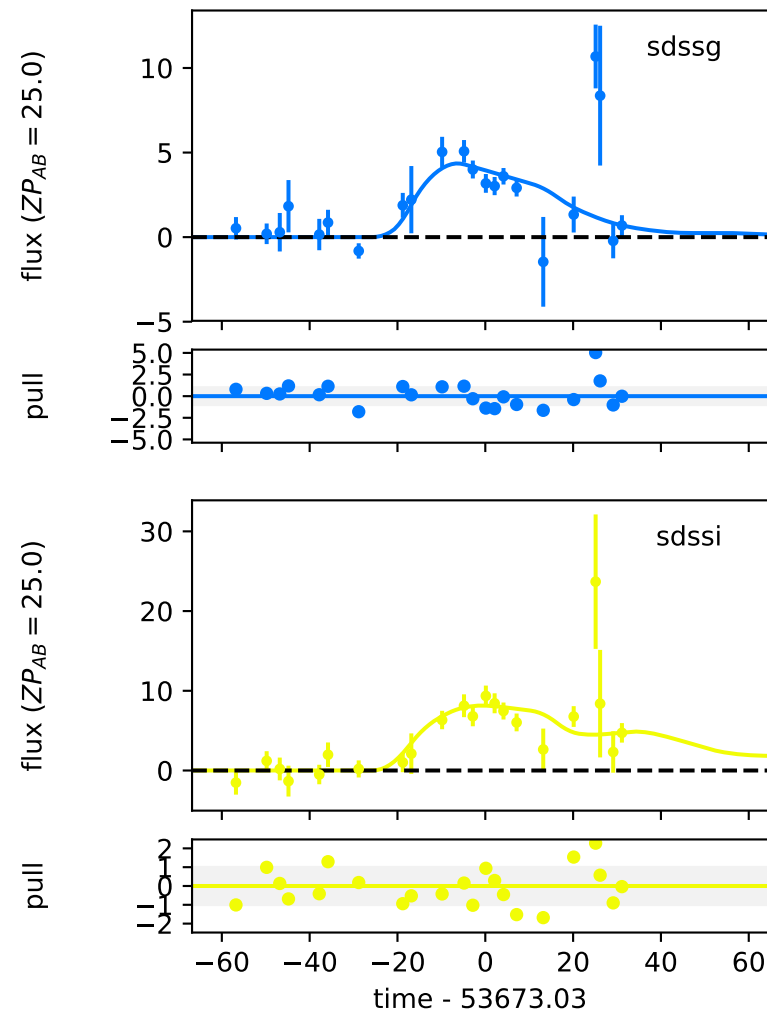 sdssg
flux (ZP_AB = 25.0)
10
5
0
−5
pull
5.0
2.5
0.0
−2.5
−5.0
sdssi
flux (ZP_AB = 25.0)
30
20
10
0
pull
2
1
0
−1
−2
−60 −40 −20 0 20 40 60
time - 53673.03